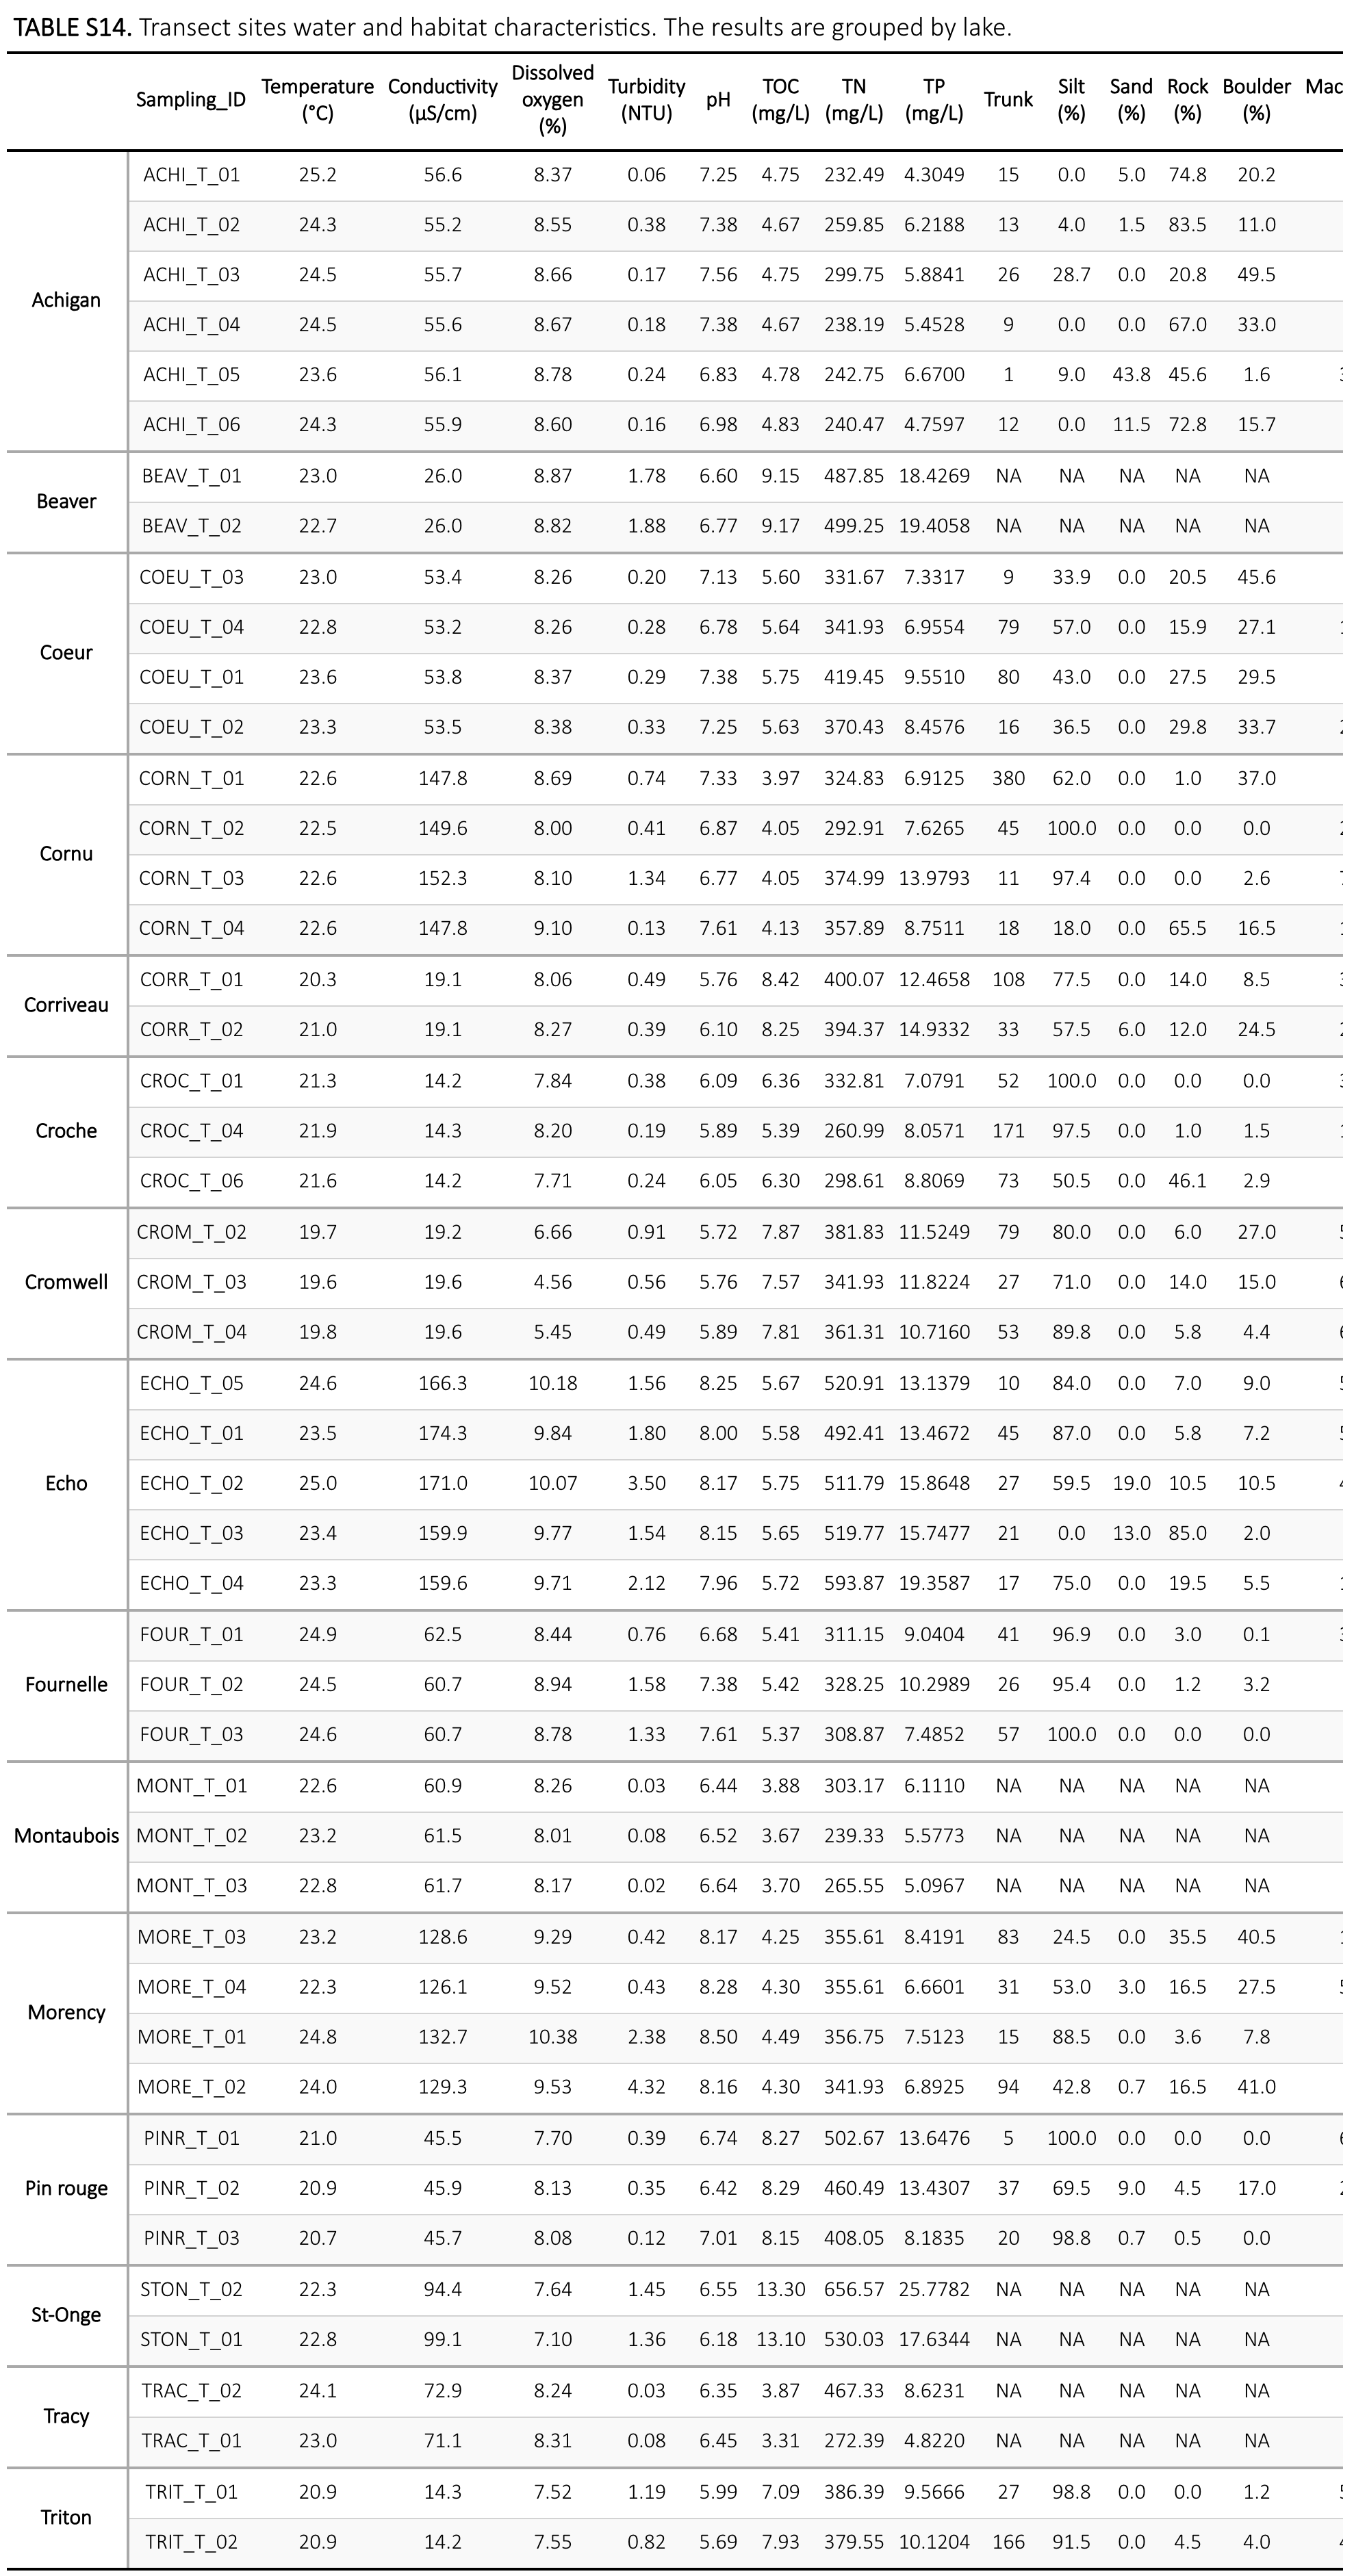 TABLE S14. Transect sites water and habitat characteristics. The results are grouped by lake.
Sampling_ID Temperature (°C) Conductivity (µS/cm) Dissolved oxygen (%) Turbidity (NTU) pH TOC (mg/L) TN (mg/L) TP (mg/L) Trunk Silt (%) Sand (%) Rock (%) Boulder (%) Mac
Achigan
ACHI_T_01 25.2 56.6 8.37 0.06 7.25 4.75 232.49 4.3049 15 0.0 5.0 74.8 20.2
ACHI_T_02 24.3 55.2 8.55 0.38 7.38 4.67 259.85 6.2188 13 4.0 1.5 83.5 11.0
ACHI_T_03 24.5 55.7 8.66 0.17 7.56 4.75 299.75 5.8841 26 28.7 0.0 20.8 49.5
ACHI_T_04 24.5 55.6 8.67 0.18 7.38 4.67 238.19 5.4528 9 0.0 0.0 67.0 33.0
ACHI_T_05 23.6 56.1 8.78 0.24 6.83 4.78 242.75 6.6700 1 9.0 43.8 45.6 1.6
ACHI_T_06 24.3 55.9 8.60 0.16 6.98 4.83 240.47 4.7597 12 0.0 11.5 72.8 15.7
Beaver
BEAV_T_01 23.0 26.0 8.87 1.78 6.60 9.15 487.85 18.4269 NA NA NA NA NA
BEAV_T_02 22.7 26.0 8.82 1.88 6.77 9.17 499.25 19.4058 NA NA NA NA NA
Coeur
COEU_T_03 23.0 53.4 8.26 0.20 7.13 5.60 331.67 7.3317 9 33.9 0.0 20.5 45.6
COEU_T_04 22.8 53.2 8.26 0.28 6.78 5.64 341.93 6.9554 79 57.0 0.0 15.9 27.1
COEU_T_01 23.6 53.8 8.37 0.29 7.38 5.75 419.45 9.5510 80 43.0 0.0 27.5 29.5
COEU_T_02 23.3 53.5 8.38 0.33 7.25 5.63 370.43 8.4576 16 36.5 0.0 29.8 33.7
Cornu
CORN_T_01 22.6 147.8 8.69 0.74 7.33 3.97 324.83 6.9125 380 62.0 0.0 1.0 37.0
CORN_T_02 22.5 149.6 8.00 0.41 6.87 4.05 292.91 7.6265 45 100.0 0.0 0.0 0.0
CORN_T_03 22.6 152.3 8.10 1.34 6.77 4.05 374.99 13.9793 11 97.4 0.0 0.0 2.6
CORN_T_04 22.6 147.8 9.10 0.13 7.61 4.13 357.89 8.7511 18 18.0 0.0 65.5 16.5
Corriveau
CORR_T_01 20.3 19.1 8.06 0.49 5.76 8.42 400.07 12.4658 108 77.5 0.0 14.0 8.5
CORR_T_02 21.0 19.1 8.27 0.39 6.10 8.25 394.37 14.9332 33 57.5 6.0 12.0 24.5
Croche
CROC_T_01 21.3 14.2 7.84 0.38 6.09 6.36 332.81 7.0791 52 100.0 0.0 0.0 0.0
CROC_T_04 21.9 14.3 8.20 0.19 5.89 5.39 260.99 8.0571 171 97.5 0.0 1.0 1.5
CROC_T_06 21.6 14.2 7.71 0.24 6.05 6.30 298.61 8.8069 73 50.5 0.0 46.1 2.9
Cromwell
CROM_T_02 19.7 19.2 6.66 0.91 5.72 7.87 381.83 11.5249 79 80.0 0.0 6.0 27.0
CROM_T_03 19.6 19.6 4.56 0.56 5.76 7.57 341.93 11.8224 27 71.0 0.0 14.0 15.0
CROM_T_04 19.8 19.6 5.45 0.49 5.89 7.81 361.31 10.7160 53 89.8 0.0 5.8 4.4
Echo
ECHO_T_05 24.6 166.3 10.18 1.56 8.25 5.67 520.91 13.1379 10 84.0 0.0 7.0 9.0
ECHO_T_01 23.5 174.3 9.84 1.80 8.00 5.58 492.41 13.4672 45 87.0 0.0 5.8 7.2
ECHO_T_02 25.0 171.0 10.07 3.50 8.17 5.75 511.79 15.8648 27 59.5 19.0 10.5 10.5
ECHO_T_03 23.4 159.9 9.77 1.54 8.15 5.65 519.77 15.7477 21 0.0 13.0 85.0 2.0
ECHO_T_04 23.3 159.6 9.71 2.12 7.96 5.72 593.87 19.3587 17 75.0 0.0 19.5 5.5
Fournelle
FOUR_T_01 24.9 62.5 8.44 0.76 6.68 5.41 311.15 9.0404 41 96.9 0.0 3.0 0.1
FOUR_T_02 24.5 60.7 8.94 1.58 7.38 5.42 328.25 10.2989 26 95.4 0.0 1.2 3.2
FOUR_T_03 24.6 60.7 8.78 1.33 7.61 5.37 308.87 7.4852 57 100.0 0.0 0.0 0.0
Montaubois
MONT_T_01 22.6 60.9 8.26 0.03 6.44 3.88 303.17 6.1110 NA NA NA NA NA
MONT_T_02 23.2 61.5 8.01 0.08 6.52 3.67 239.33 5.5773 NA NA NA NA NA
MONT_T_03 22.8 61.7 8.17 0.02 6.64 3.70 265.55 5.0967 NA NA NA NA NA
Morency
MORE_T_03 23.2 128.6 9.29 0.42 8.17 4.25 355.61 8.4191 83 24.5 0.0 35.5 40.5
MORE_T_04 22.3 126.1 9.52 0.43 8.28 4.30 355.61 6.6601 31 53.0 3.0 16.5 27.5
MORE_T_01 24.8 132.7 10.38 2.38 8.50 4.49 356.75 7.5123 15 88.5 0.0 3.6 7.8
MORE_T_02 24.0 129.3 9.53 4.32 8.16 4.30 341.93 6.8925 94 42.8 0.7 16.5 41.0
Pin rouge
PINR_T_01 21.0 45.5 7.70 0.39 6.74 8.27 502.67 13.6476 5 100.0 0.0 0.0 0.0
PINR_T_02 20.9 45.9 8.13 0.35 6.42 8.29 460.49 13.4307 37 69.5 9.0 4.5 17.0
PINR_T_03 20.7 45.7 8.08 0.12 7.01 8.15 408.05 8.1835 20 98.8 0.7 0.5 0.0
St-Onge
STON_T_02 22.3 94.4 7.64 1.45 6.55 13.30 656.57 25.7782 NA NA NA NA NA
STON_T_01 22.8 99.1 7.10 1.36 6.18 13.10 530.03 17.6344 NA NA NA NA NA
Tracy
TRAC_T_02 24.1 72.9 8.24 0.03 6.35 3.87 467.33 8.6231 NA NA NA NA NA
TRAC_T_01 23.0 71.1 8.31 0.08 6.45 3.31 272.39 4.8220 NA NA NA NA NA
Triton
TRIT_T_01 20.9 14.3 7.52 1.19 5.99 7.09 386.39 9.5666 27 98.8 0.0 0.0 1.2
TRIT_T_02 20.9 14.2 7.55 0.82 5.69 7.93 379.55 10.1204 166 91.5 0.0 4.5 4.0